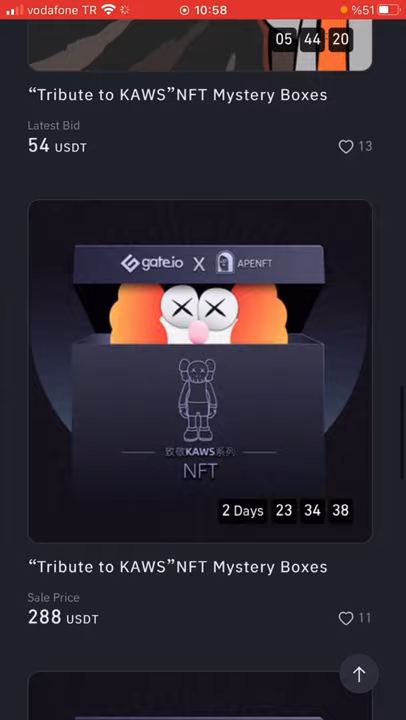 vodafone TR 10:58 %51
05 44 20
“Tribute to KAWS”NFT Mystery Boxes
Latest Bid
54 USDT 13
gate.io X APENFT
致敬KAWS系列
NFT
2 Days 23 34 38
“Tribute to KAWS”NFT Mystery Boxes
Sale Price
288 USDT 11